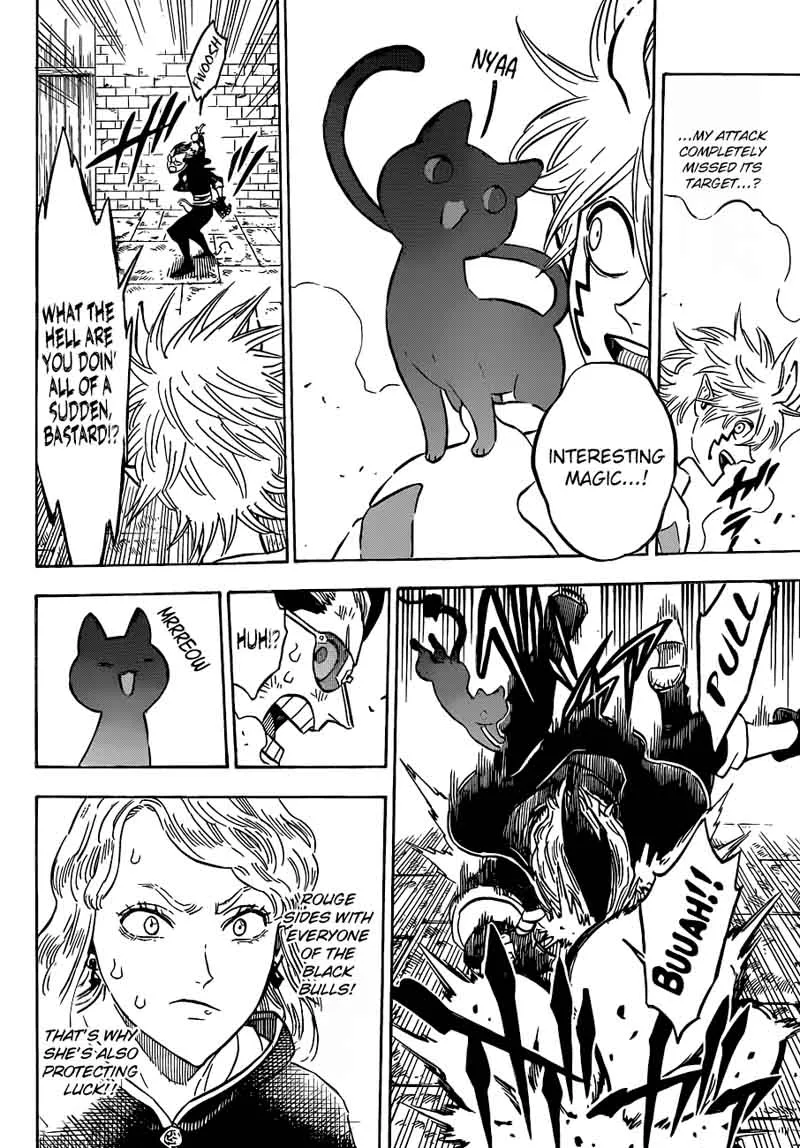 ...MY ATTACK
COMPLETELY
MISSED ITS
TARGET...?
NYAA
INTERESTING
MAGIC...!
FWOOSH
WHAT THE
HELL ARE
YOU DOIN'
ALL OF A
SUDDEN,
BASTARD!?
PULL
BUUAH!!
HUH!?
MRRREOW
ROUGE
SIDES WITH
EVERYONE
OF THE
BLACK
BULLS!
THAT'S WHY
SHE'S ALSO
PROTECTING
LUCK!!